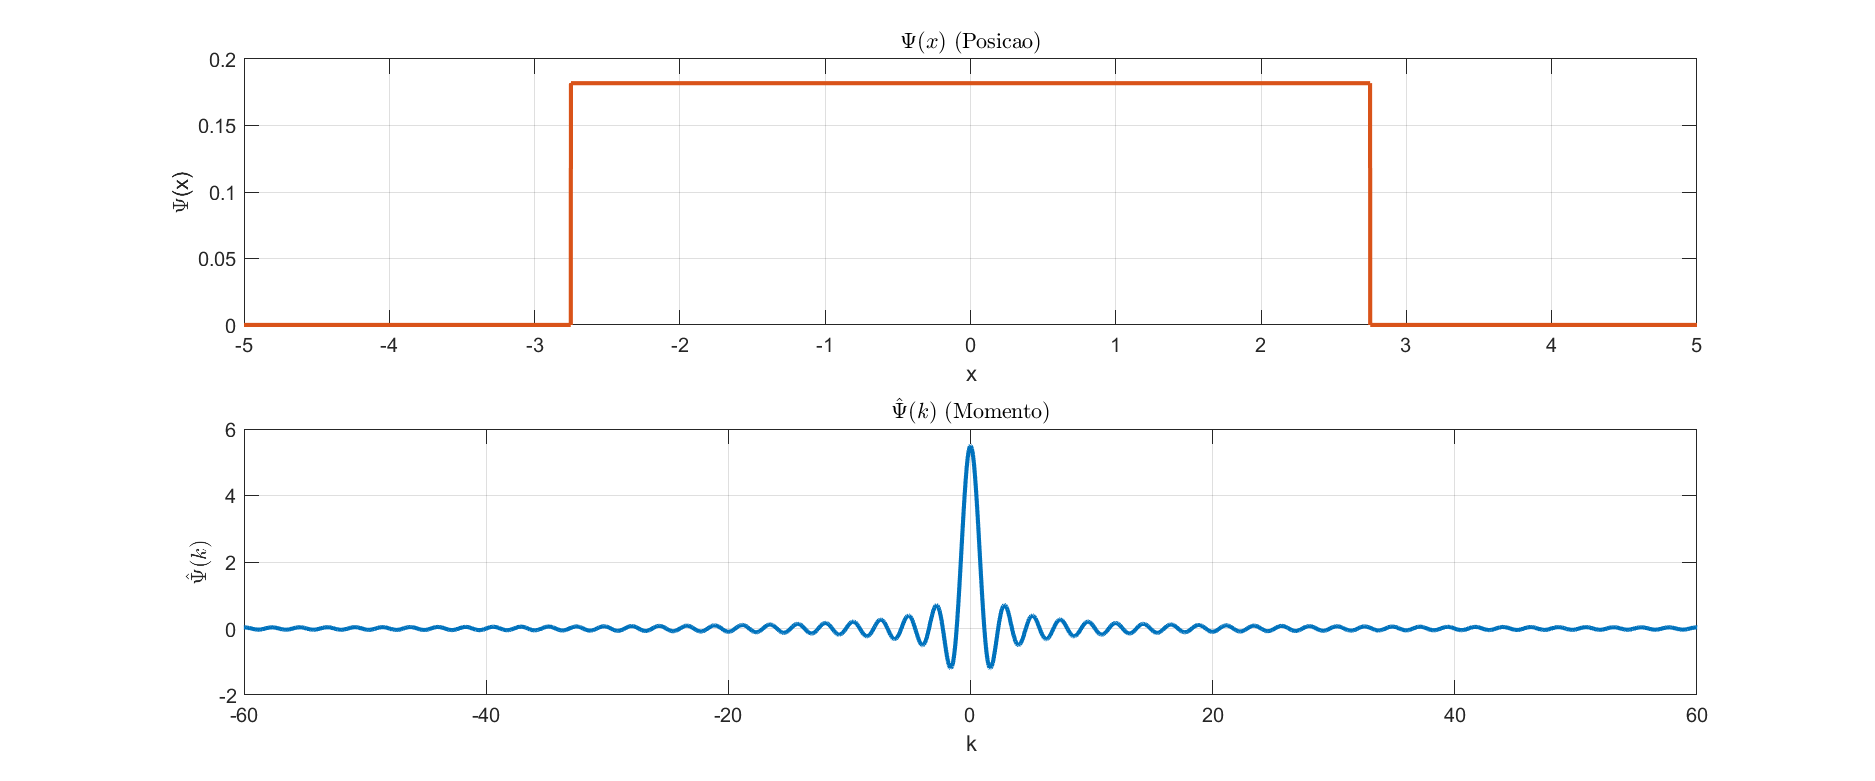 Ψ(x) (Posicao)
0.2
0.15
0.1
0.05
0
Ψ(x)
-5 -4 -3 -2 -1 0 1 2 3 4 5
x
Ψ̂(k) (Momento)
6
4
2
0
-2
Ψ̂(k)
-60 -40 -20 0 20 40 60
k